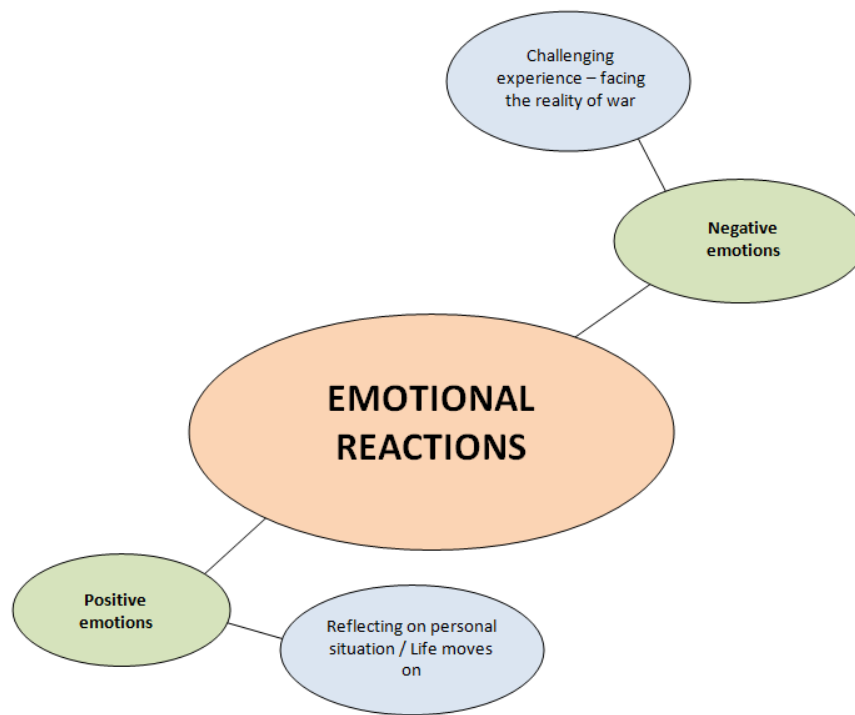 Challenging
experience – facing
the reality of war
Negative
emotions
EMOTIONAL
REACTIONS
Positive
emotions
Reflecting on personal
situation / Life moves
on